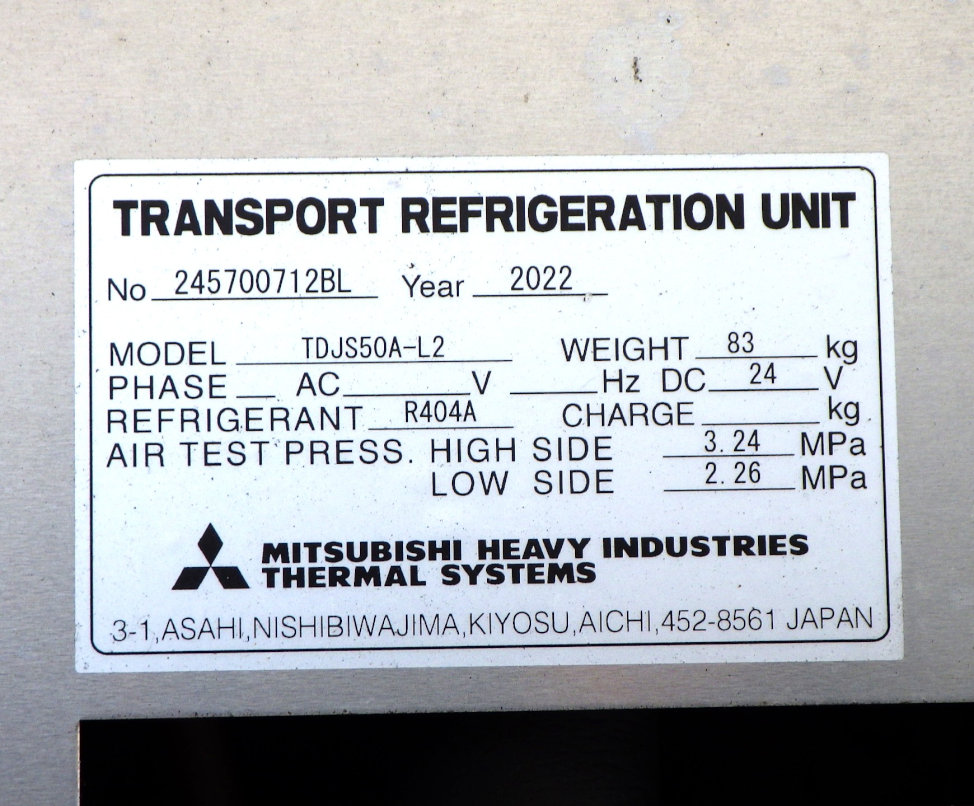 TRANSPORT REFRIGERATION UNIT
No 245700712BL Year 2022
MODEL TDJS50A-L2 WEIGHT 83 kg
PHASE AC V Hz DC 24 V
REFRIGERANT R404A CHARGE kg
AIR TEST PRESS. HIGH SIDE 3.24 MPa
LOW SIDE 2.26 MPa
MITSUBISHI HEAVY INDUSTRIES
THERMAL SYSTEMS
3-1,ASAHI,NISHIBIWAJIMA,KIYOSU,AICHI,452-8561 JAPAN